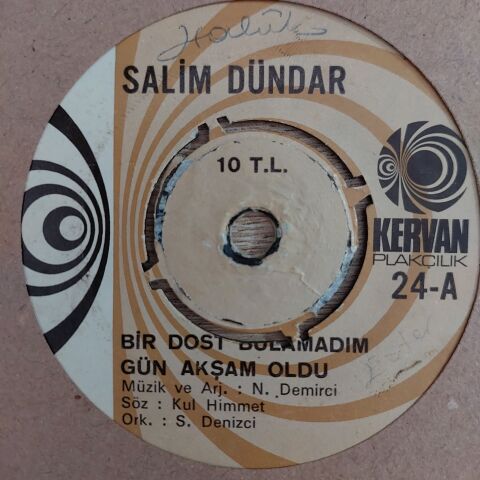 SALİM DÜNDAR
10 T.L.
KERVAN
PLAKÇILIK
24-A
BİR DOST BULAMADIM
GÜN AKŞAM OLDU
Müzik ve Arj. : N. Demirci
Söz : Kul Himmet
Ork. : S. Denizci